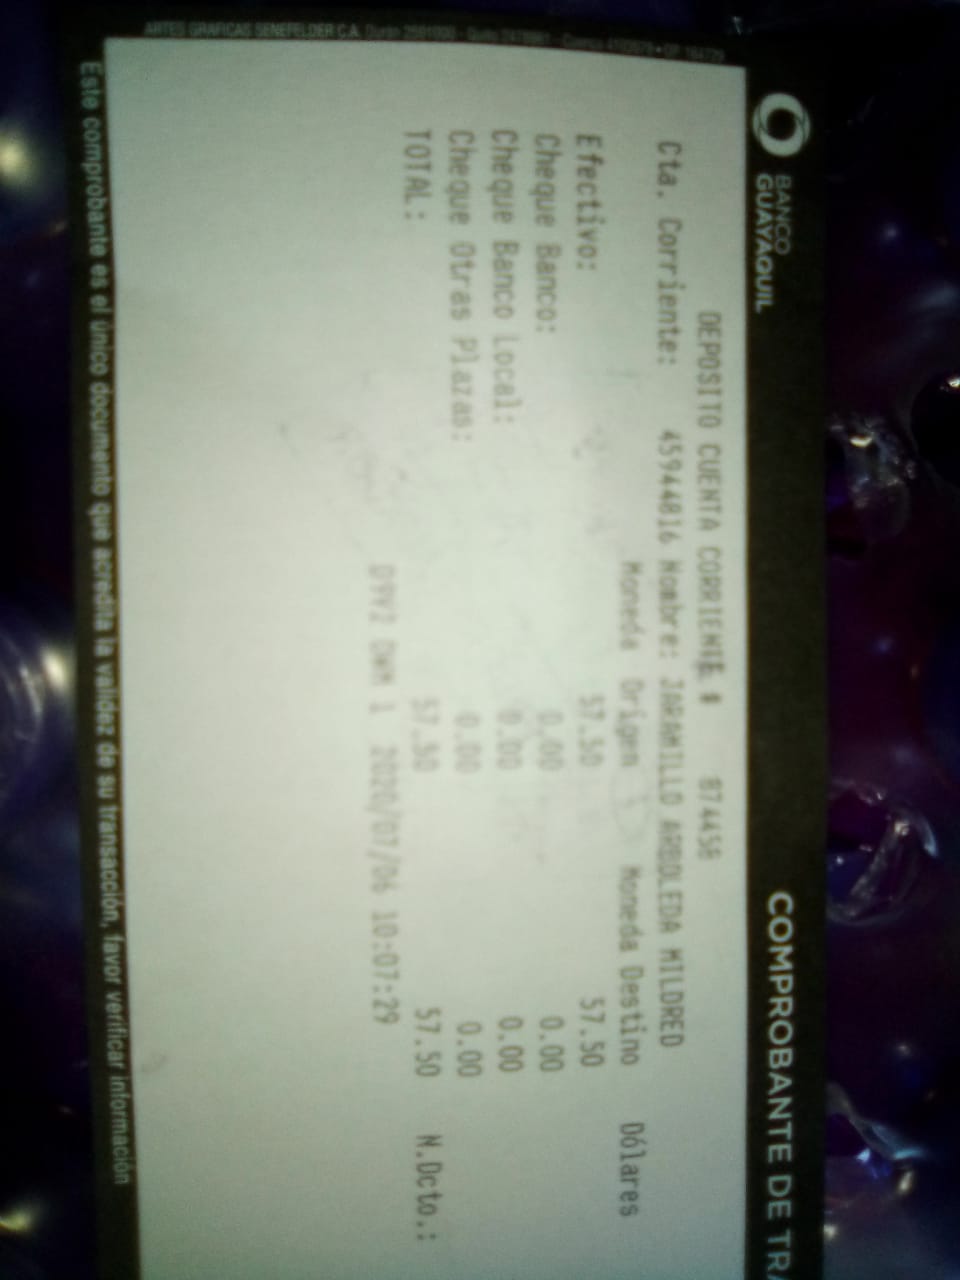 BANCO
GUAYAQUIL
COMPROBANTE DE TRA
DEPOSITO CUENTA CORRIENTE # 874458
Cta. Corriente: 45944816 Nombre: JARAMILLO ARBOLEDA MILDRED
Moneda Origen Moneda Destino Dólares
Efectivo: 57.50 57.50
Cheque Banco: 0.00 0.00
Cheque Banco Local: 0.00 0.00
Cheque Otras Plazas: 0.00 0.00
TOTAL: 57.50 57.50 N.Dcto.:
D9V2 DWM 1 2020/07/06 10:07:29
Este comprobante es el único documento que acredita la validez de su transacción, favor verificar información
ARTES GRAFICAS SENEFELDER C.A.